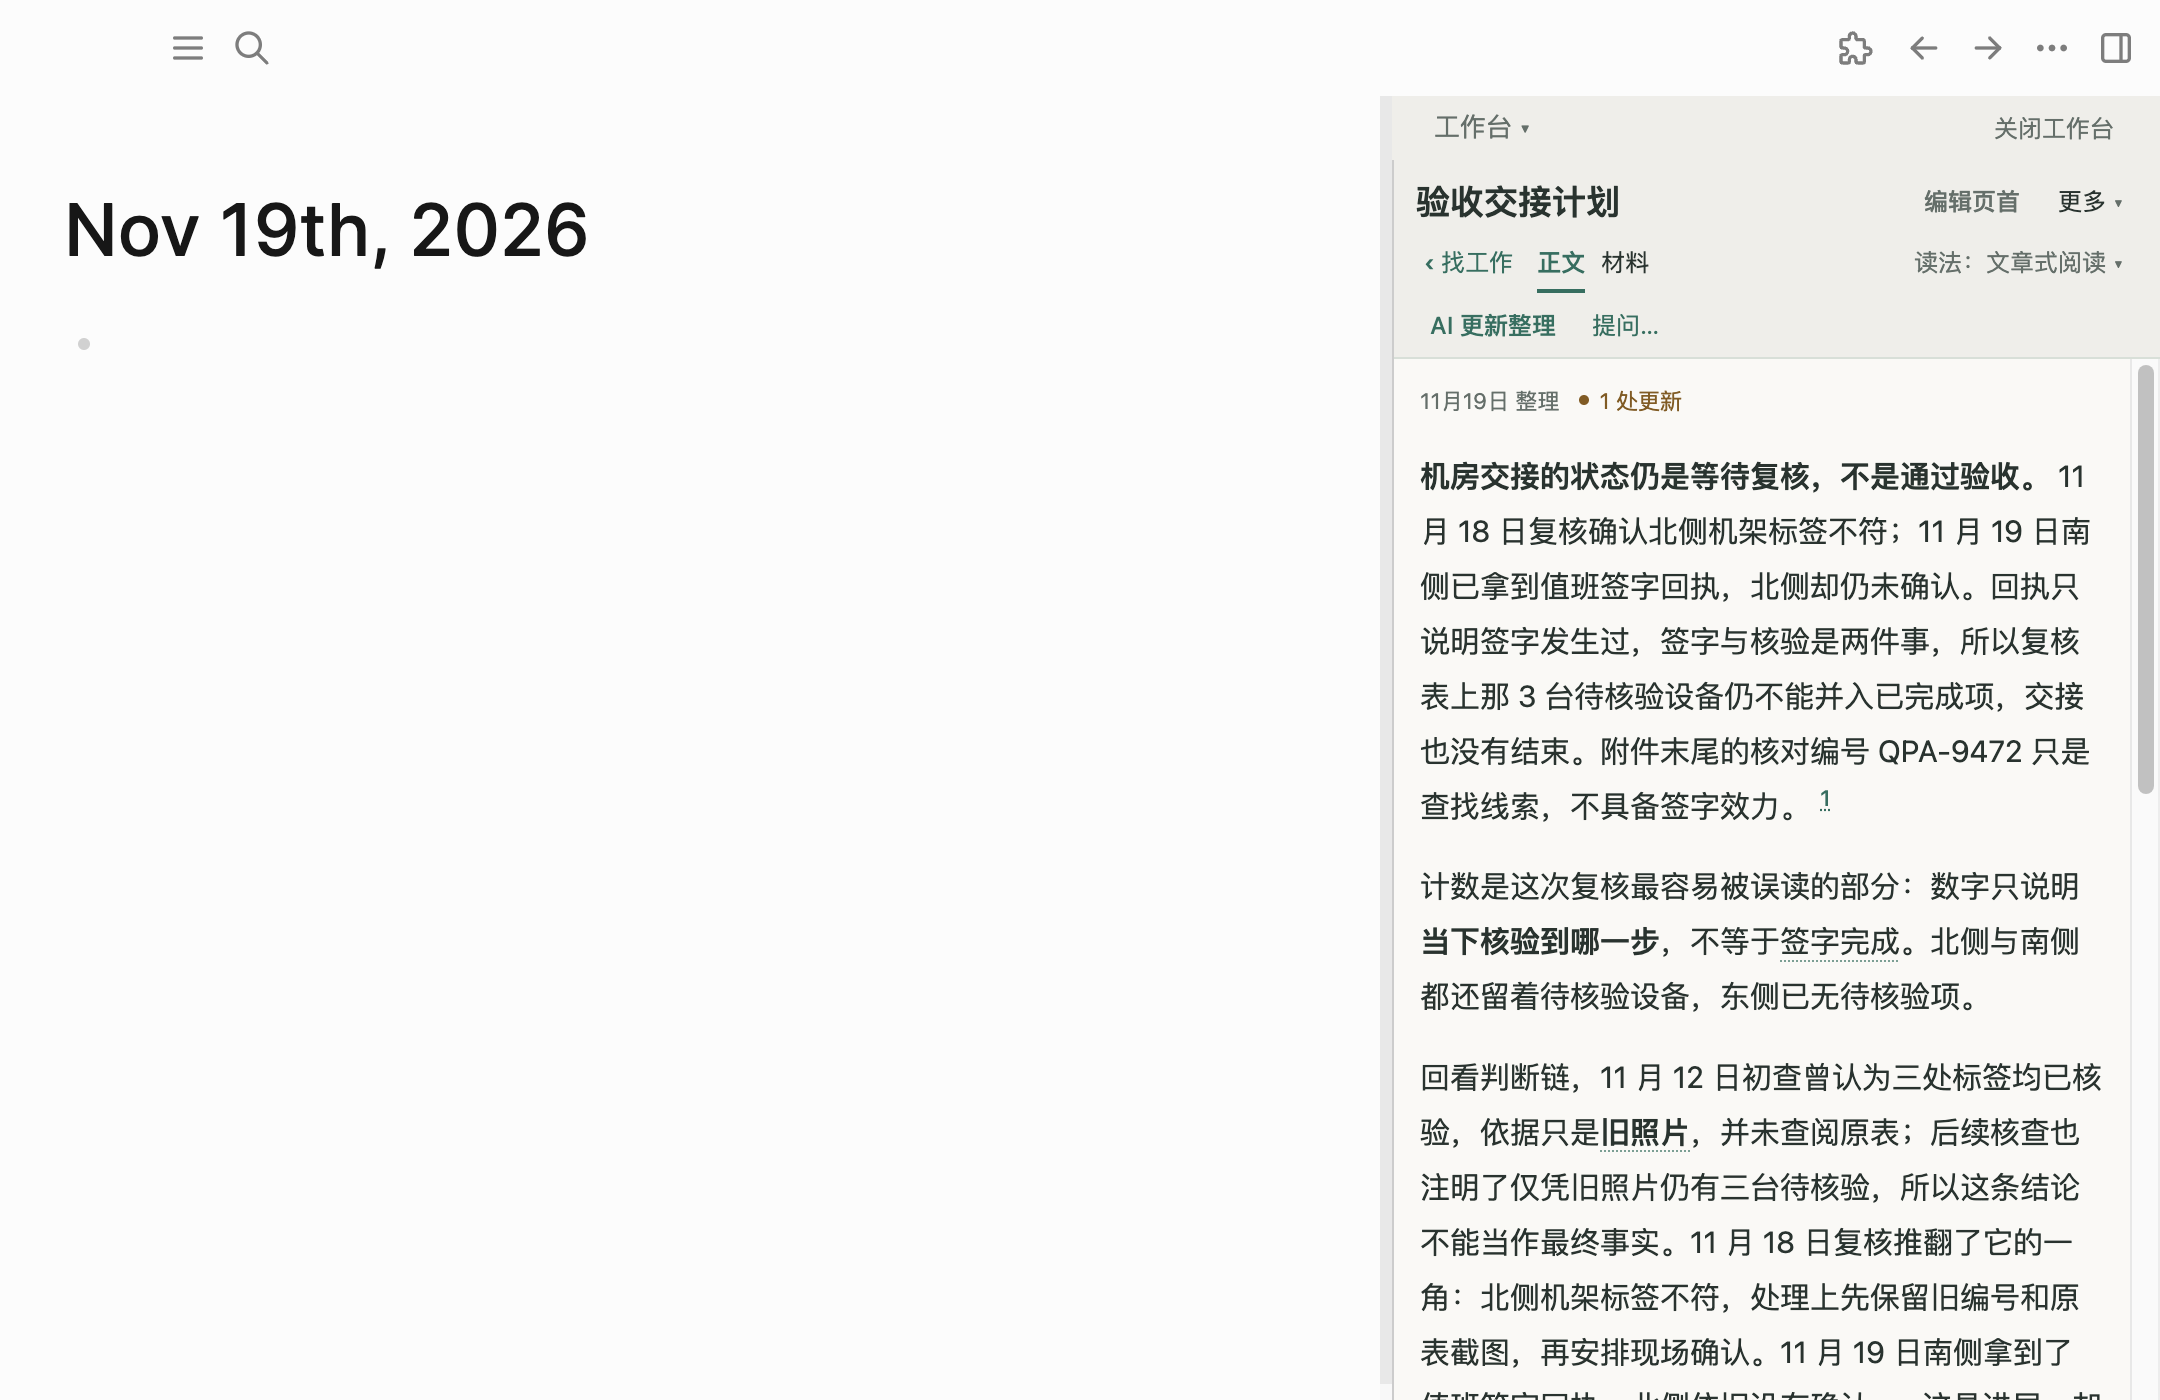 Nov 19th, 2026
工作台 ▾
关闭工作台
验收交接计划
编辑页首
更多 ▾
‹ 找工作
正文
材料
读法：文章式阅读 ▾
AI 更新整理
提问...
11月19日 整理
• 1 处更新
机房交接的状态仍是等待复核，不是通过验收。 11
月 18 日复核确认北侧机架标签不符；11 月 19 日南
侧已拿到值班签字回执，北侧却仍未确认。回执只
说明签字发生过，签字与核验是两件事，所以复核
表上那 3 台待核验设备仍不能并入已完成项，交接
也没有结束。附件末尾的核对编号 QPA-9472 只是
查找线索，不具备签字效力。 1
计数是这次复核最容易被误读的部分：数字只说明
当下核验到哪一步，不等于签字完成。北侧与南侧
都还留着待核验设备，东侧已无待核验项。
回看判断链，11 月 12 日初查曾认为三处标签均已核
验，依据只是旧照片，并未查阅原表；后续核查也
注明了仅凭旧照片仍有三台待核验，所以这条结论
不能当作最终事实。11 月 18 日复核推翻了它的一
角：北侧机架标签不符，处理上先保留旧编号和原
表截图，再安排现场确认。11 月 19 日南侧拿到了